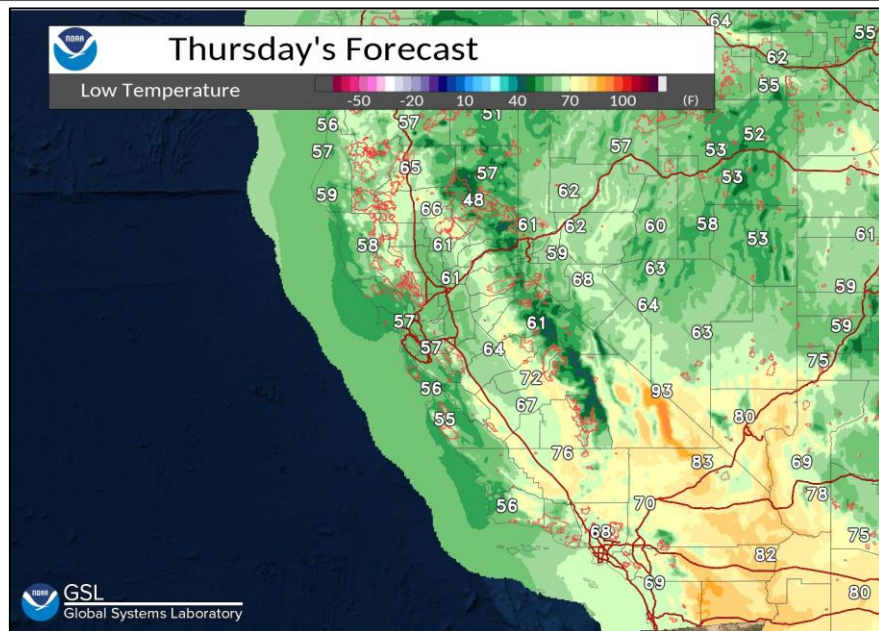 NOAA
Thursday's Forecast
Low Temperature
-50 -20 10 40 70 100 (F)
64
55
62
55
56 57 51
52
57 57 53
65
57 53
59 62
66 48
61 62 60 58
58 61 59 53 61
61 68 63
59
64
57 61 63 59
57 64
75
72
56 93
67
55 80
76 83 69
78
56 70
68 75
82
69 80
NOAA
GSL
Global Systems Laboratory